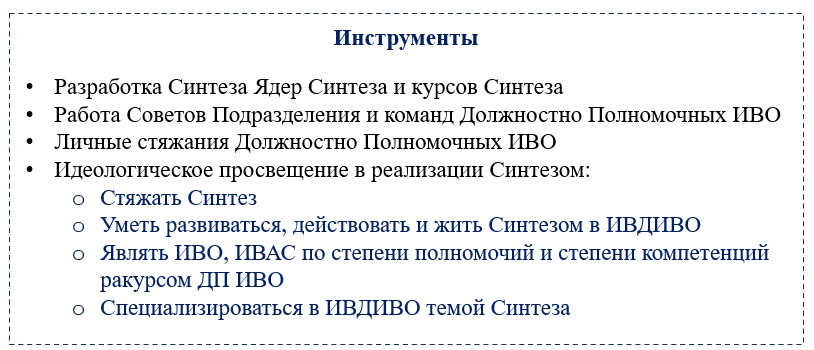 Инструменты
• Разработка Синтеза Ядер Синтеза и курсов Синтеза
• Работа Советов Подразделения и команд Должностно Полномочных ИВО
• Личные стяжания Должностно Полномочных ИВО
• Идеологическое просвещение в реализации Синтезом:
o Стяжать Синтез
o Уметь развиваться, действовать и жить Синтезом в ИВДИВО
o Являть ИВО, ИВАС по степени полномочий и степени компетенций
ракурсом ДП ИВО
o Специализироваться в ИВДИВО темой Синтеза